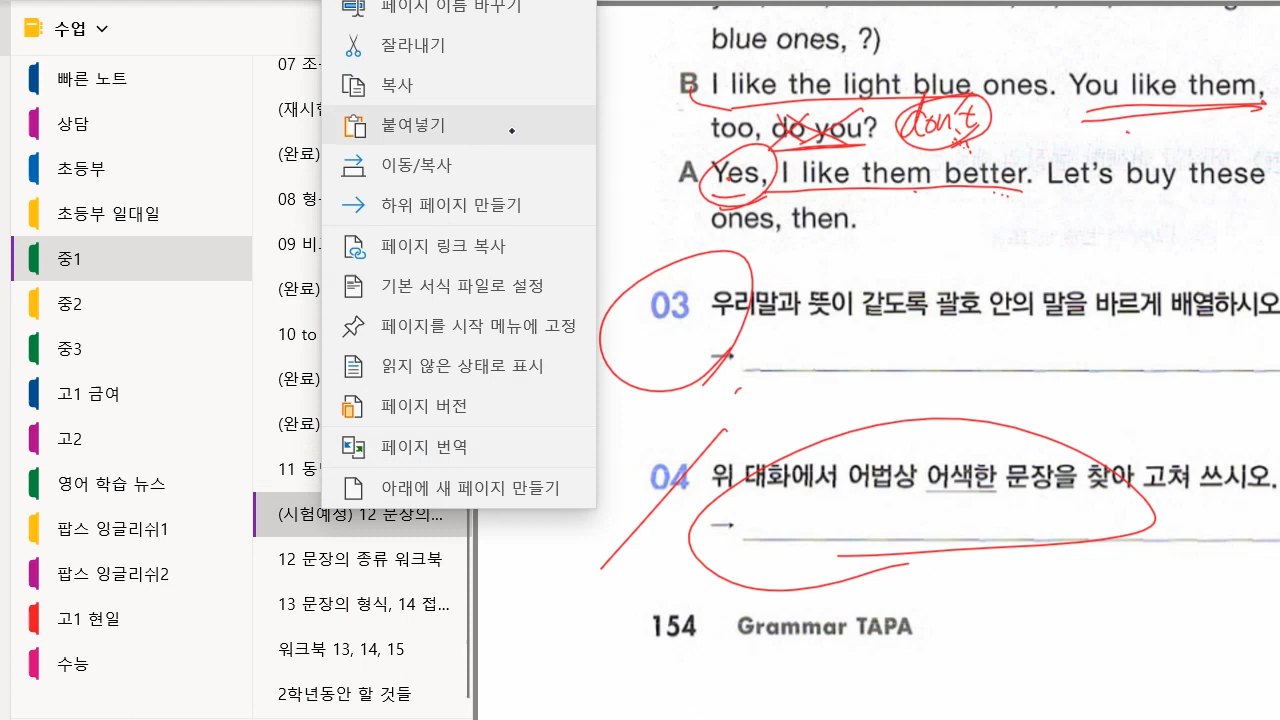 수업
빠른 노트
상담
초등부
초등부 일대일
중1
중2
중3
고1 금여
고2
영어 학습 뉴스
팝스 잉글리쉬1
팝스 잉글리쉬2
고1 현일
수능
07 조
(재시험
(완료)
08 형
09 비
(완료)
10 to
(완료)
(완료)
11 동
(시험예정) 12 문장의...
12 문장의 종류 워크북
13 문장의 형식, 14 접...
워크북 13, 14, 15
2학년동안 할 것들
페이지 이름 바꾸기
잘라내기
복사
붙여넣기
이동/복사
하위 페이지 만들기
페이지 링크 복사
기본 서식 파일로 설정
페이지를 시작 메뉴에 고정
읽지 않은 상태로 표시
페이지 버전
페이지 번역
아래에 새 페이지 만들기
blue ones, ?)
B I like the light blue ones. You like them,
too, do you? don't
A Yes, I like them better. Let's buy these
ones, then.
03 우리말과 뜻이 같도록 괄호 안의 말을 바르게 배열하시오
→
04 위 대화에서 어법상 어색한 문장을 찾아 고쳐 쓰시오.
→
154 Grammar TAPA